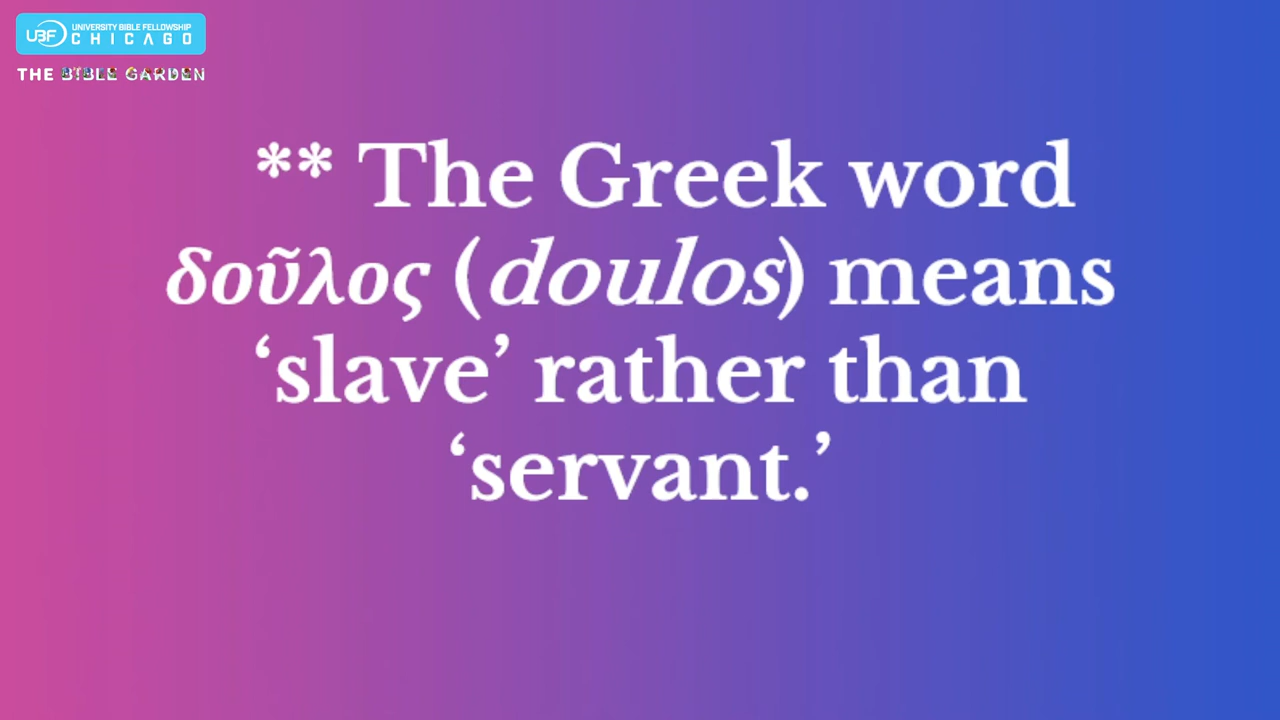 UBF UNIVERSITY BIBLE FELLOWSHIP
CHICAGO
THE BIBLE GARDEN
** The Greek word
δοῦλος (doulos) means
‘slave’ rather than
‘servant.’